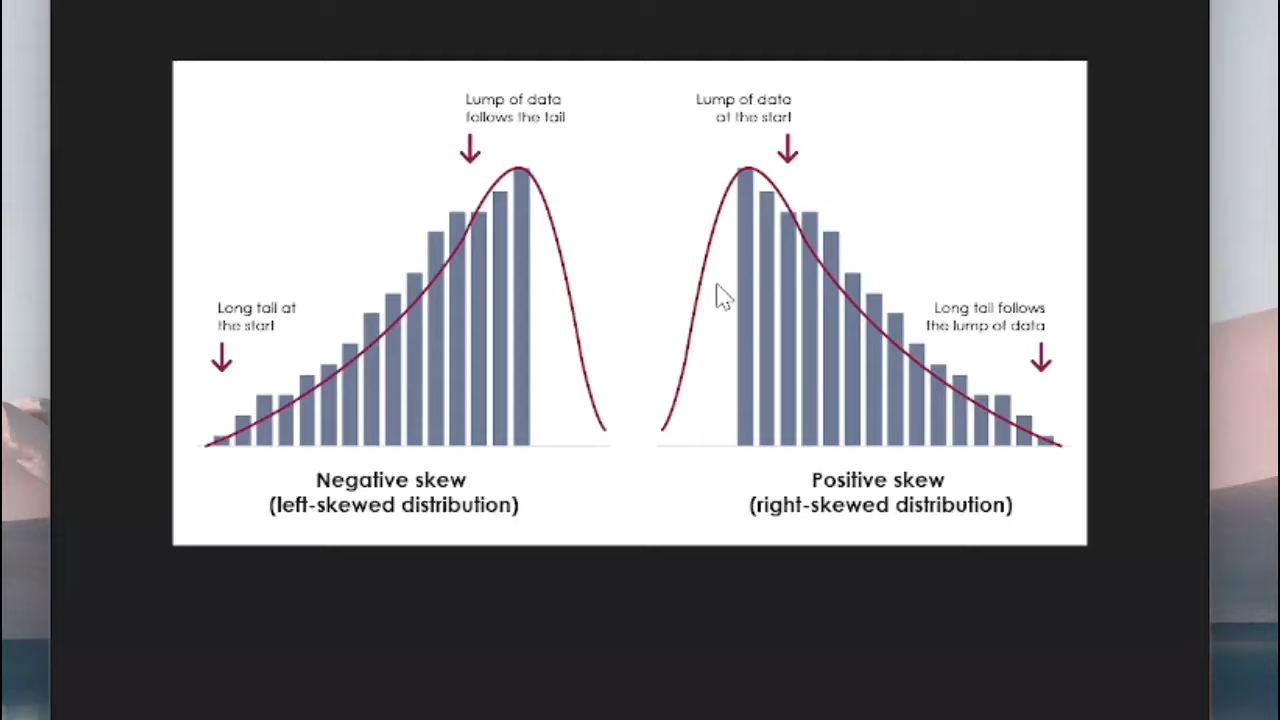 Lump of data
follows the tail
Lump of data
at the start
Long tail at
the start
Long tail follows
the lump of data
Negative skew
(left-skewed distribution)
Positive skew
(right-skewed distribution)